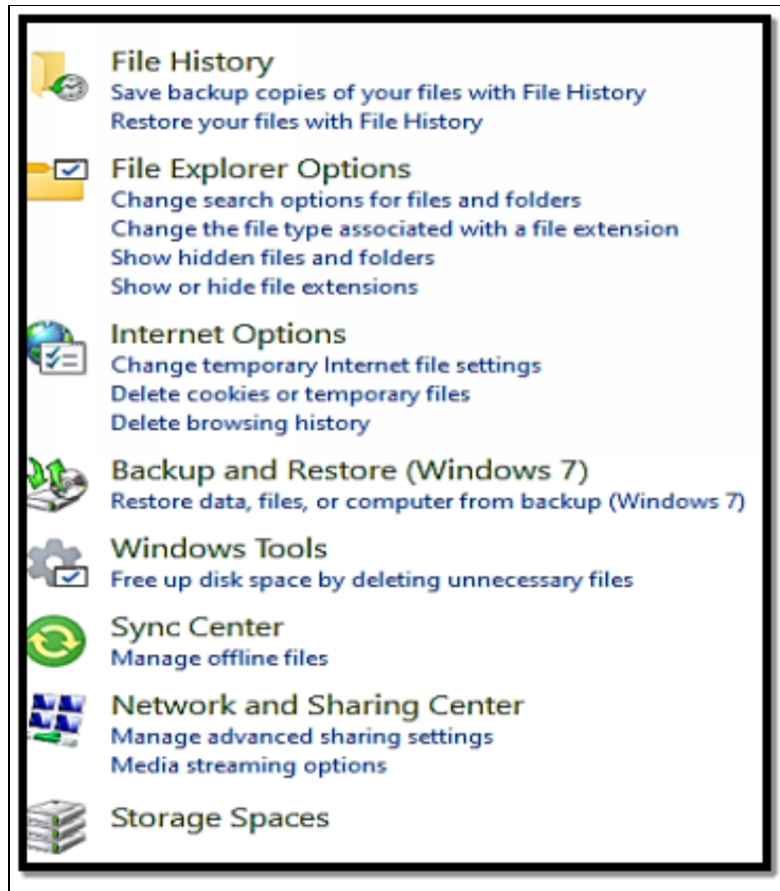 File History
Save backup copies of your files with File History
Restore your files with File History
File Explorer Options
Change search options for files and folders
Change the file type associated with a file extension
Show hidden files and folders
Show or hide file extensions
Internet Options
Change temporary Internet file settings
Delete cookies or temporary files
Delete browsing history
Backup and Restore (Windows 7)
Restore data, files, or computer from backup (Windows 7)
Windows Tools
Free up disk space by deleting unnecessary files
Sync Center
Manage offline files
Network and Sharing Center
Manage advanced sharing settings
Media streaming options
Storage Spaces